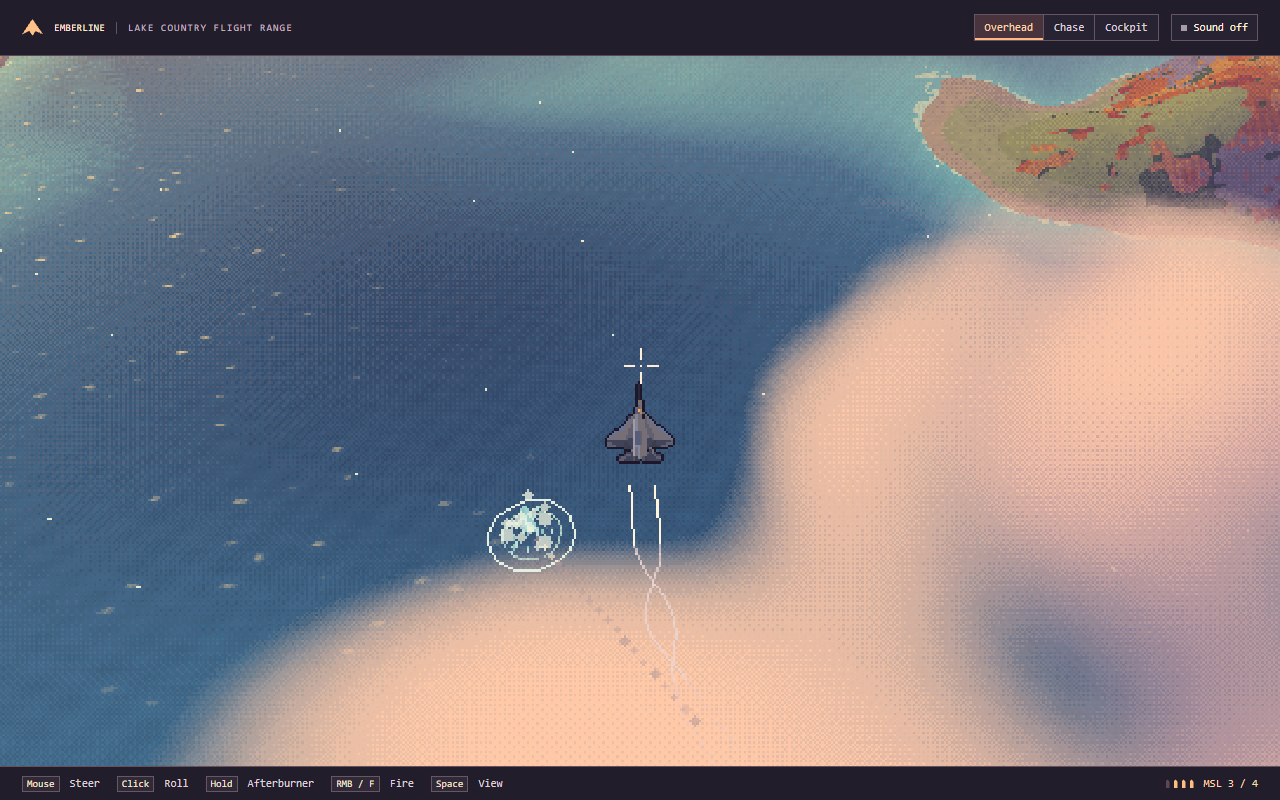 EMBERLINE LAKE COUNTRY FLIGHT RANGE
Overhead Chase Cockpit Sound off
Mouse Steer Click Roll Hold Afterburner RMB / F Fire Space View
MSL 3 / 4